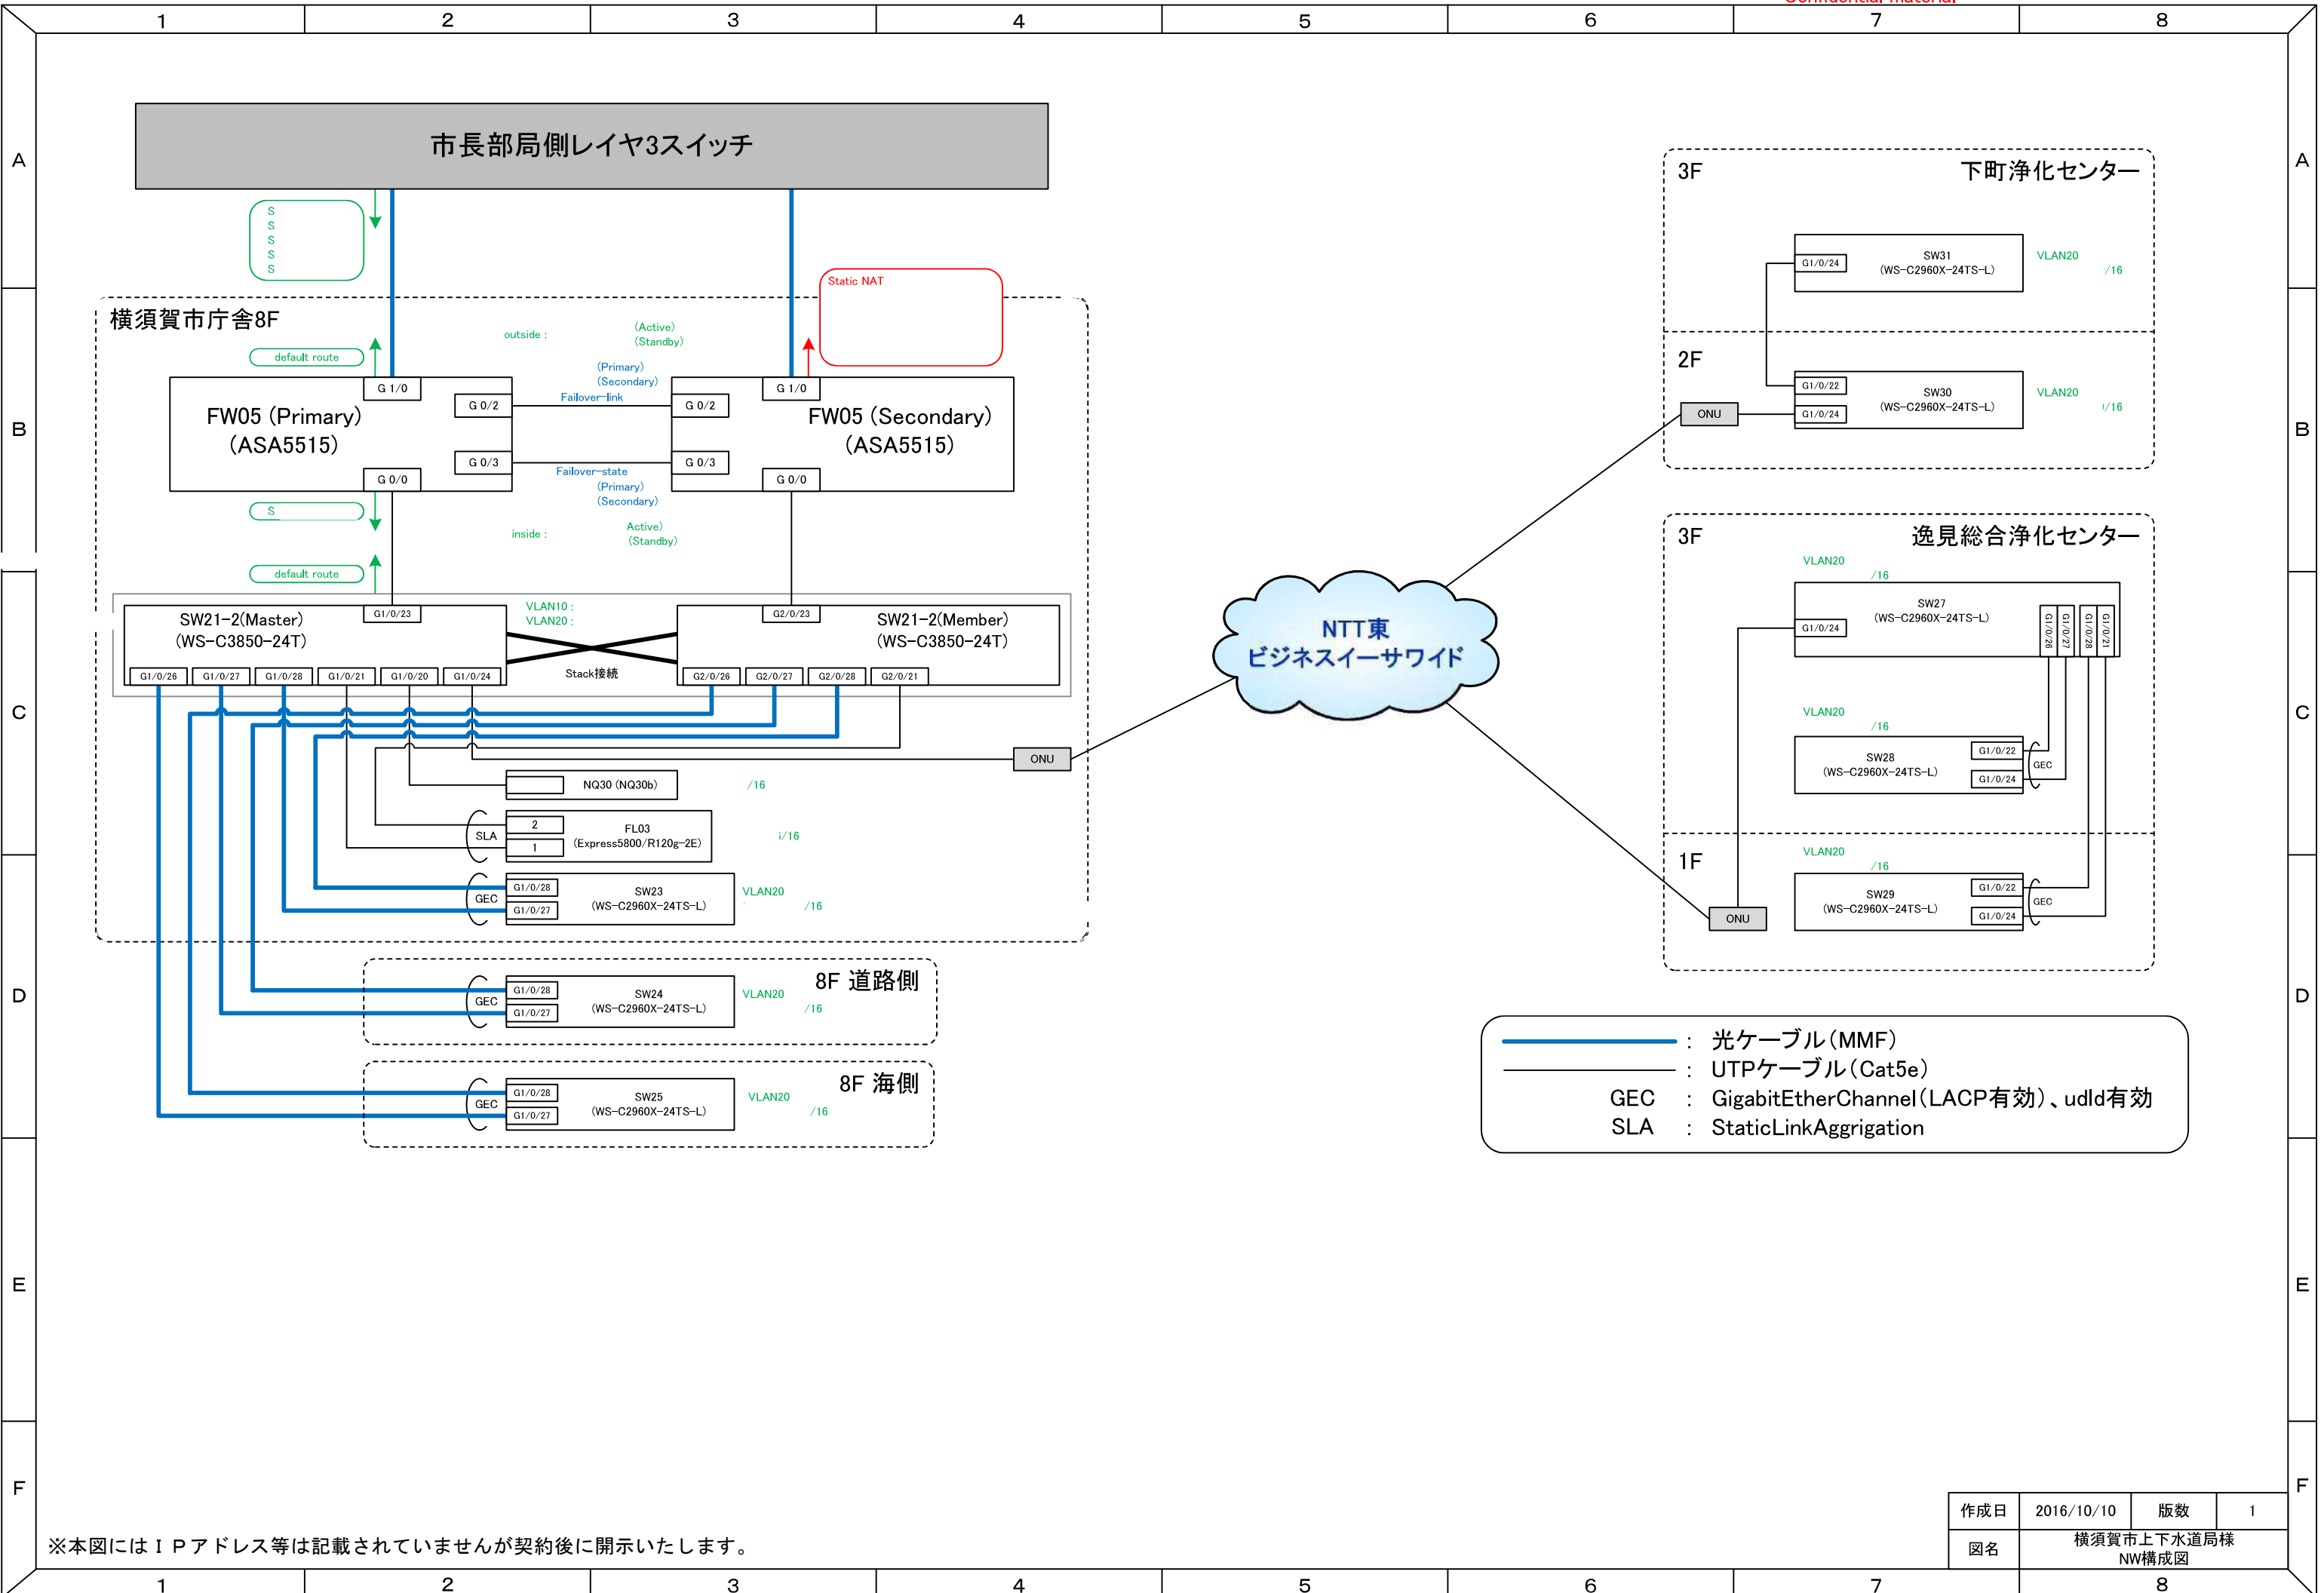 Confidential material
1 2 3 4 5 6 7 8
A
A
市長部局側レイヤ3スイッチ
S
S
S
S
S
Static NAT
横須賀市庁舎8F
default route
outside :
(Active)
(Standby)
(Primary)
(Secondary)
Failover-link
G 1/0
G 0/2
G 0/3
G 0/0
FW05 (Primary)
(ASA5515)
G 1/0
G 0/2
G 0/3
G 0/0
FW05 (Secondary)
(ASA5515)
B
B
Failover-state
(Primary)
(Secondary)
S
inside :
Active)
(Standby)
default route
SW21-2(Master)
(WS-C3850-24T)
G1/0/23
VLAN10 :
VLAN20 :
Stack接続
G2/0/23
SW21-2(Member)
(WS-C3850-24T)
G1/0/26 G1/0/27 G1/0/28 G1/0/21 G1/0/20 G1/0/24
G2/0/26 G2/0/27 G2/0/28 G2/0/21
C
C
ONU
NQ30 (NQ30b)
/16
SLA
2
1
FL03
(Express5800/R120g-2E)
/16
GEC
G1/0/28
G1/0/27
SW23
(WS-C2960X-24TS-L)
VLAN20
/16
8F 道路側
GEC
G1/0/28
G1/0/27
SW24
(WS-C2960X-24TS-L)
VLAN20
/16
D
D
8F 海側
GEC
G1/0/28
G1/0/27
SW25
(WS-C2960X-24TS-L)
VLAN20
/16
NTT東
ビジネスイーサワイド
3F
下町浄化センター
G1/0/24
SW31
(WS-C2960X-24TS-L)
VLAN20
/16
2F
ONU
G1/0/22
G1/0/24
SW30
(WS-C2960X-24TS-L)
VLAN20
/16
3F
逸見総合浄化センター
VLAN20
/16
G1/0/24
SW27
(WS-C2960X-24TS-L)
G1/0/26
G1/0/27
G1/0/28
G1/0/21
VLAN20
/16
SW28
(WS-C2960X-24TS-L)
G1/0/22
G1/0/24
GEC
1F
ONU
VLAN20
/16
SW29
(WS-C2960X-24TS-L)
G1/0/22
G1/0/24
GEC
: 光ケーブル(MMF)
: UTPケーブル(Cat5e)
GEC : GigabitEtherChannel(LACP有効)、udld有効
SLA : StaticLinkAggrigation
E
E
F
F
※本図にはIPアドレス等は記載されていませんが契約後に開示いたします。
作成日 2016/10/10 版数 1
図名 横須賀市上下水道局様
NW構成図
1 2 3 4 5 6 7 8